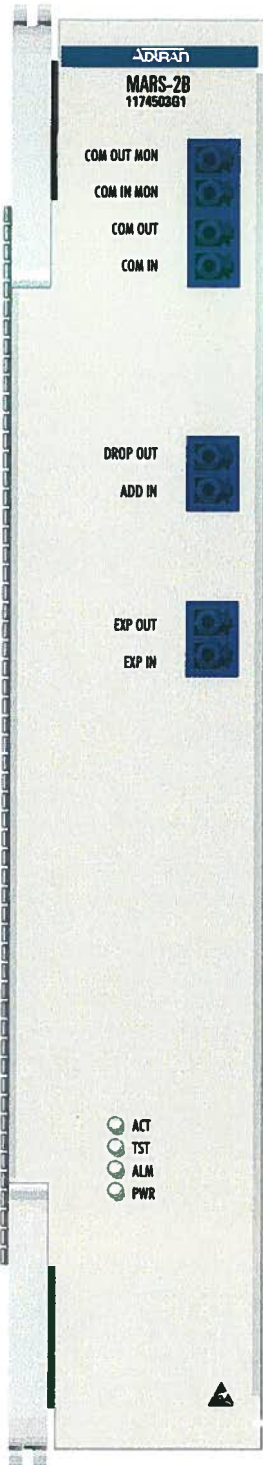 ADTRAN
MARS-2B
1174503G1
COM OUT MON
COM IN MON
COM OUT
COM IN
DROP OUT
ADD IN
EXP OUT
EXP IN
ACT
TST
ALM
PWR